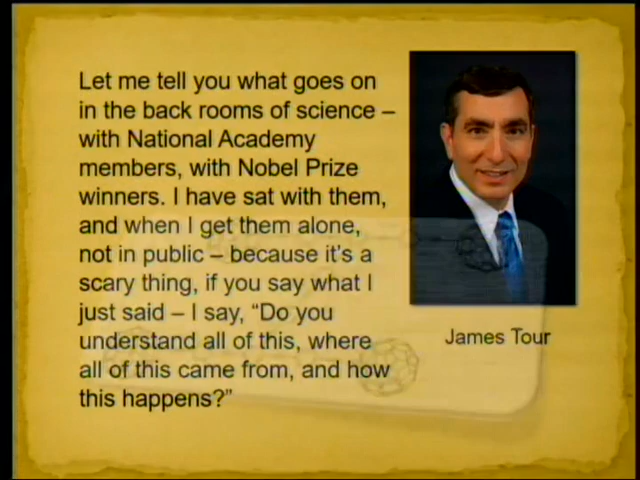 Let me tell you what goes on
in the back rooms of science –
with National Academy
members, with Nobel Prize
winners. I have sat with them,
and when I get them alone,
not in public – because it's a
scary thing, if you say what I
just said – I say, “Do you
understand all of this, where
all of this came from, and how
this happens?”
James Tour